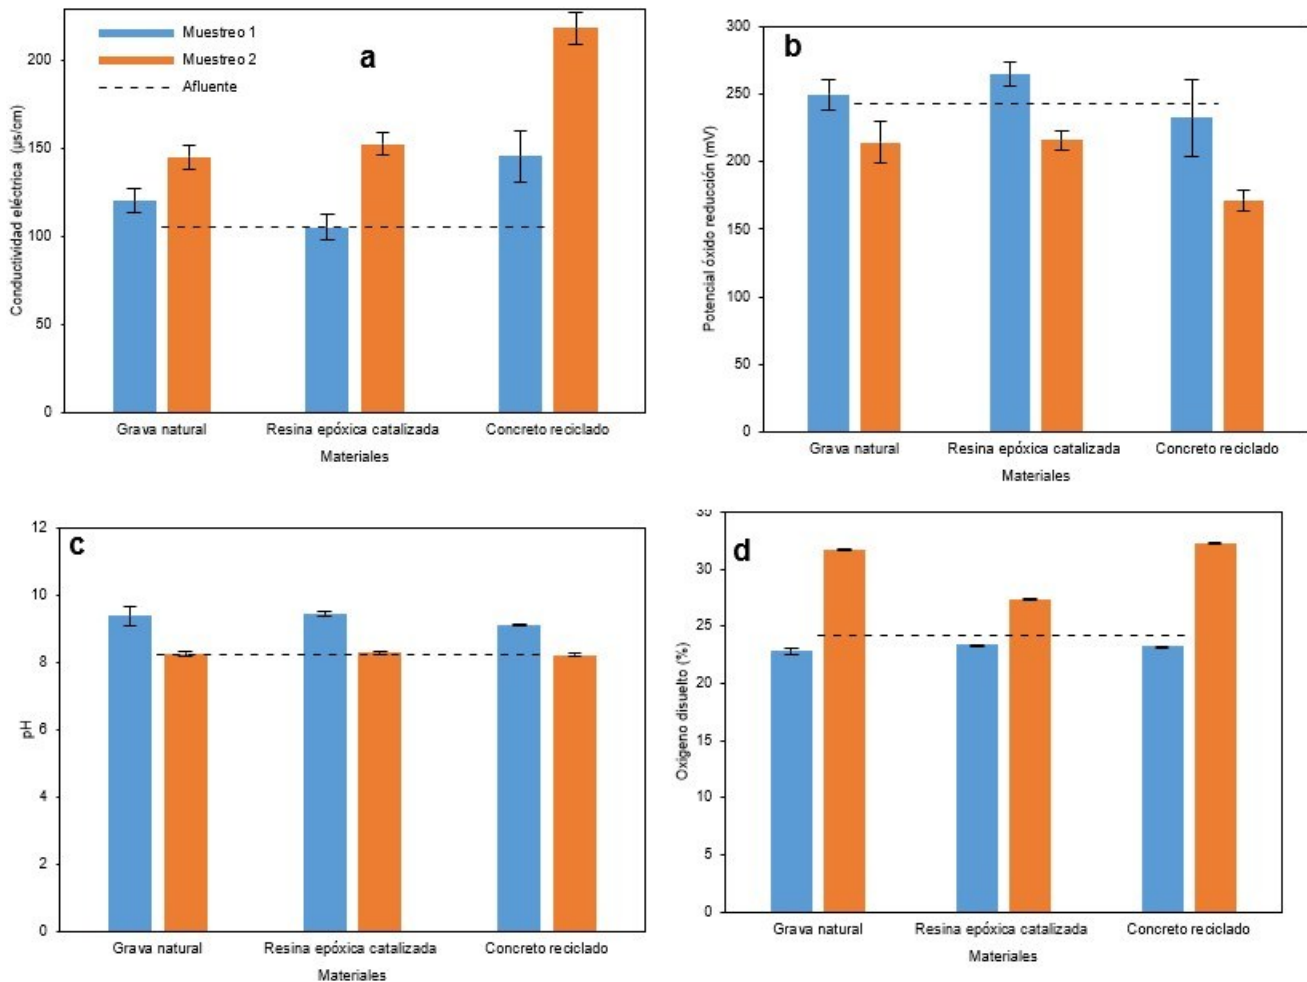 a
Muestreo 1
Muestreo 2
Afluente
Conductividad eléctrica (µs/cm)
200
150
100
50
0
Grava natural
Resina epóxica catalizada
Concreto reciclado
Materiales
b
Potencial óxido reducción (mV)
300
250
200
150
100
50
0
Grava natural
Resina epóxica catalizada
Concreto reciclado
Materiales
c
pH
12
10
8
6
4
2
0
Grava natural
Resina epóxica catalizada
Concreto reciclado
Materiales
d
Oxigeno disuelto (%)
35
30
25
20
15
10
5
0
Grava natural
Resina epóxica catalizada
Concreto reciclado
Materiales